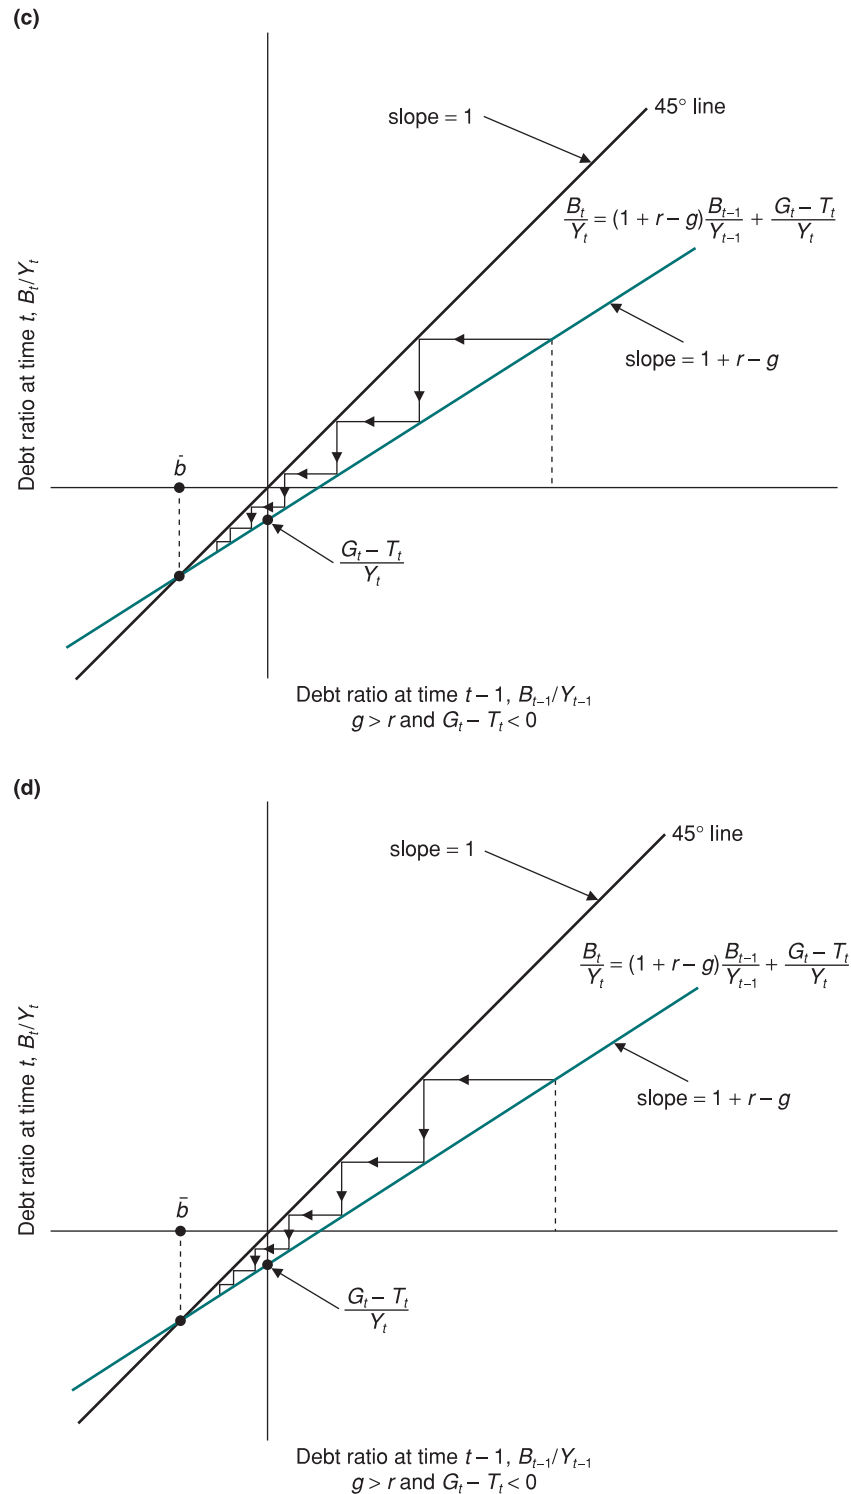 (c)
slope = 1
45° line
B_t/Y_t = (1 + r – g) B_{t–1}/Y_{t–1} + (G_t – T_t)/Y_t
slope = 1 + r – g
Debt ratio at time t, B_t/Y_t
b̄
(G_t – T_t)/Y_t
Debt ratio at time t – 1, B_{t–1}/Y_{t–1}
g > r and G_t – T_t < 0
(d)
slope = 1
45° line
B_t/Y_t = (1 + r – g) B_{t–1}/Y_{t–1} + (G_t – T_t)/Y_t
slope = 1 + r – g
Debt ratio at time t, B_t/Y_t
b̄
(G_t – T_t)/Y_t
Debt ratio at time t – 1, B_{t–1}/Y_{t–1}
g > r and G_t – T_t < 0